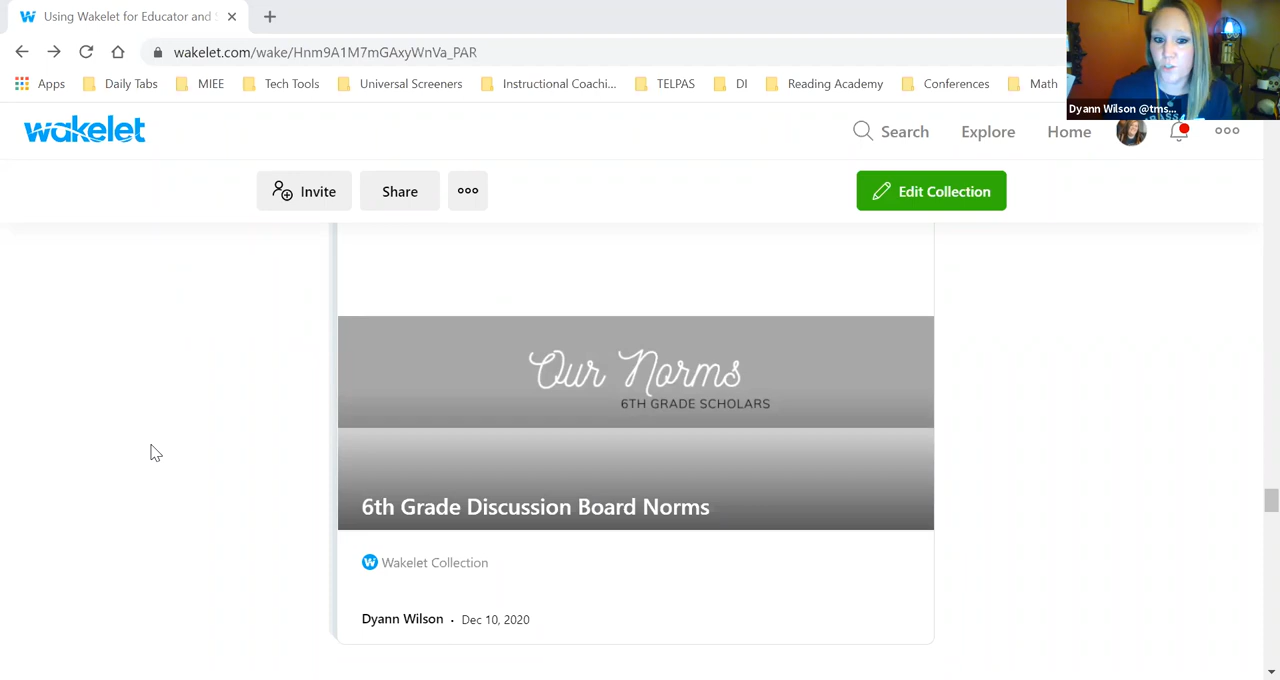 Using Wakelet for Educator and
wakelet.com/wake/Hnm9A1M7mGAxyWnVa_PAR
Apps Daily Tabs MIEE Tech Tools Universal Screeners Instructional Coachi... TELPAS DI Reading Academy Conferences Math
Dyann Wilson @tms...
wakelet Search Explore Home
Invite Share Edit Collection
Our Norms
6TH GRADE SCHOLARS
6th Grade Discussion Board Norms
Wakelet Collection
Dyann Wilson · Dec 10, 2020